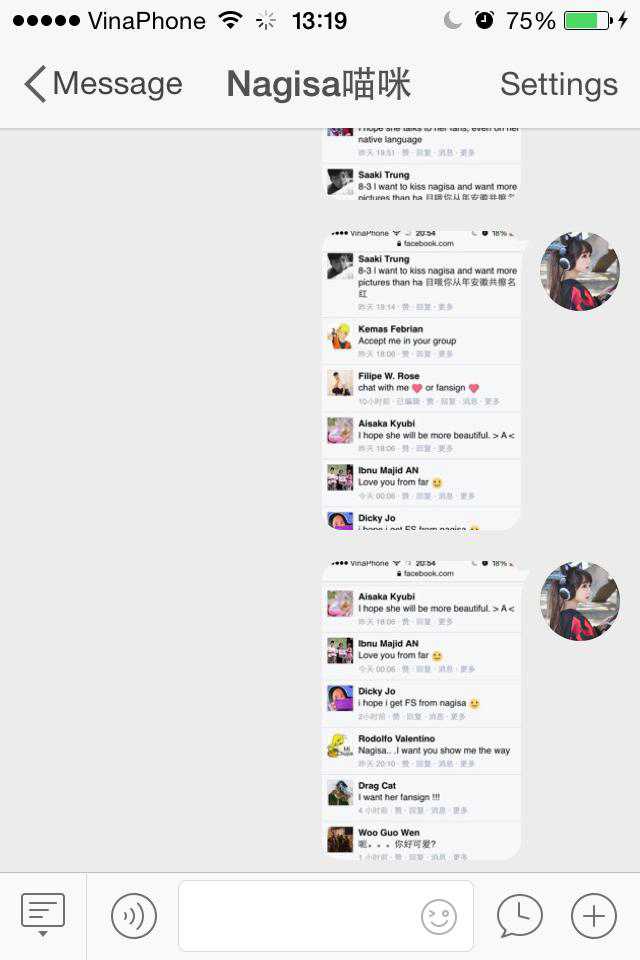 VinaPhone 13:19 75%
Message Nagisa喵咪 Settings
I hope she talks to her fans, even on her
native language
昨天 19:51 · 赞 · 回复 · 消息 · 更多
Saaki Trung
8-3 I want to kiss nagisa and want more
pictures than ha 目哦你从年安徽共擦名
VinaPhone 20:54 18%
facebook.com
Saaki Trung
8-3 I want to kiss nagisa and want more
pictures than ha 目哦你从年安徽共擦名
红
昨天 19:14 · 赞 · 回复 · 更多
Kemas Febrian
Accept me in your group
昨天 18:06 · 赞 · 回复 · 更多
Filipe W. Rose
chat with me ❤ or fansign ❤
10小时前 · 已编辑 · 赞 · 回复 · 消息 · 更多
Aisaka Kyubi
I hope she will be more beautiful. > A <
昨天 18:06 · 赞 · 回复 · 更多
Ibnu Majid AN
Love you from far
今天 00:06 · 赞 · 回复 · 消息 · 更多
Dicky Jo
i hope i get FS from nagisa
VinaPhone 20:54 18%
facebook.com
Aisaka Kyubi
I hope she will be more beautiful. > A <
昨天 18:06 · 赞 · 回复 · 更多
Ibnu Majid AN
Love you from far
今天 00:06 · 赞 · 回复 · 消息 · 更多
Dicky Jo
i hope i get FS from nagisa
2小时前 · 赞 · 回复 · 消息 · 更多
Rodolfo Valentino
Nagisa.. ,I want you show me the way
昨天 20:10 · 赞 · 回复 · 消息 · 更多
Drag Cat
I want her fansign !!!
4 小时前 · 赞 · 回复 · 消息 · 更多
Woo Guo Wen
呃。。。你好可爱?
1 小时前 · 赞 · 回复 · 消息 · 更多